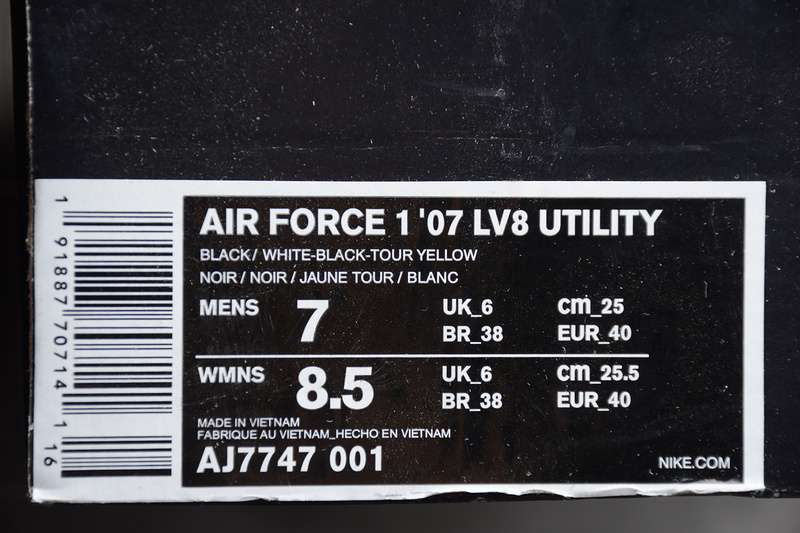 AIR FORCE 1 '07 LV8 UTILITY
BLACK/ WHITE-BLACK-TOUR YELLOW
NOIR / NOIR / JAUNE TOUR / BLANC
MENS 7 UK_6 cm_25
BR_38 EUR_40
WMNS 8.5 UK_6 cm_25.5
BR_38 EUR_40
MADE IN VIETNAM
FABRIQUE AU VIETNAM_HECHO EN VIETNAM
AJ7747 001 NIKE.COM
1 91887 70714 1 16